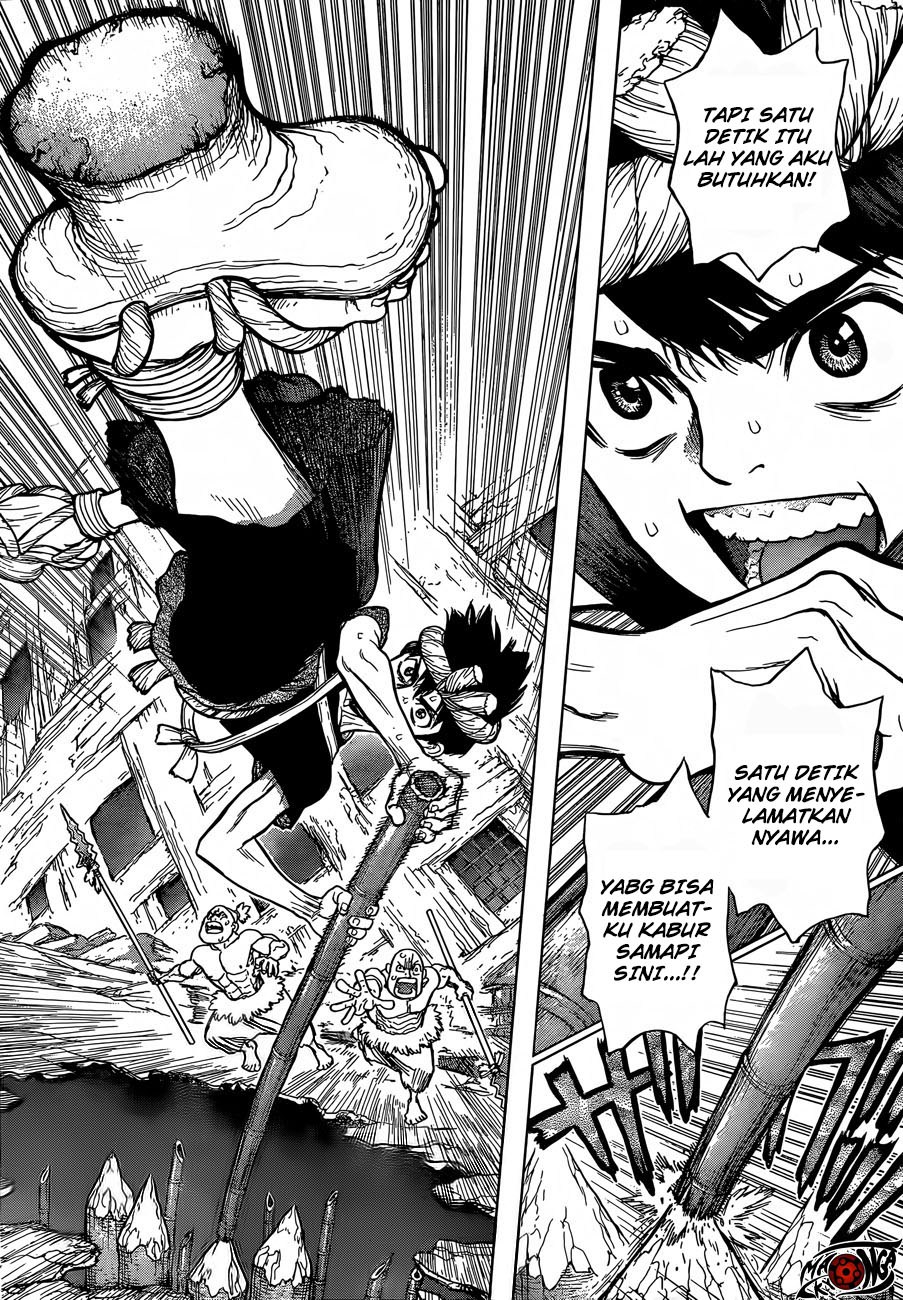 TAPI SATU
DETIK ITU
LAH YANG AKU
BUTUHKAN!
SATU DETIK
YANG MENYE-
LAMATKAN
NYAWA...
YABG BISA
MEMBUAT-
KU KABUR
SAMAPI
SINI...!!